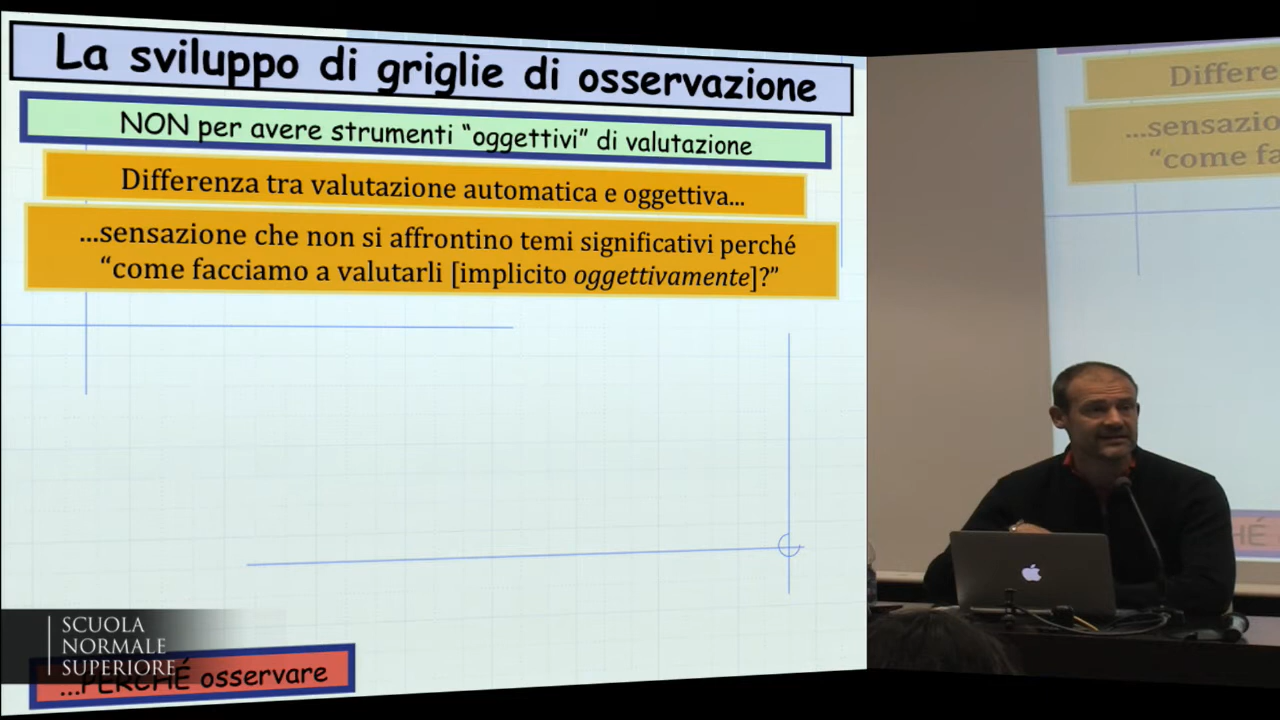 La sviluppo di griglie di osservazione
NON per avere strumenti “oggettivi” di valutazione
Differenza tra valutazione automatica e oggettiva...
...sensazione che non si affrontino temi significativi perché
“come facciamo a valutarli [implicito oggettivamente]?”
...PERCHÉ osservare
SCUOLA
NORMALE
SUPERIORE
Differe
...sensazio
“come fa
HÉ